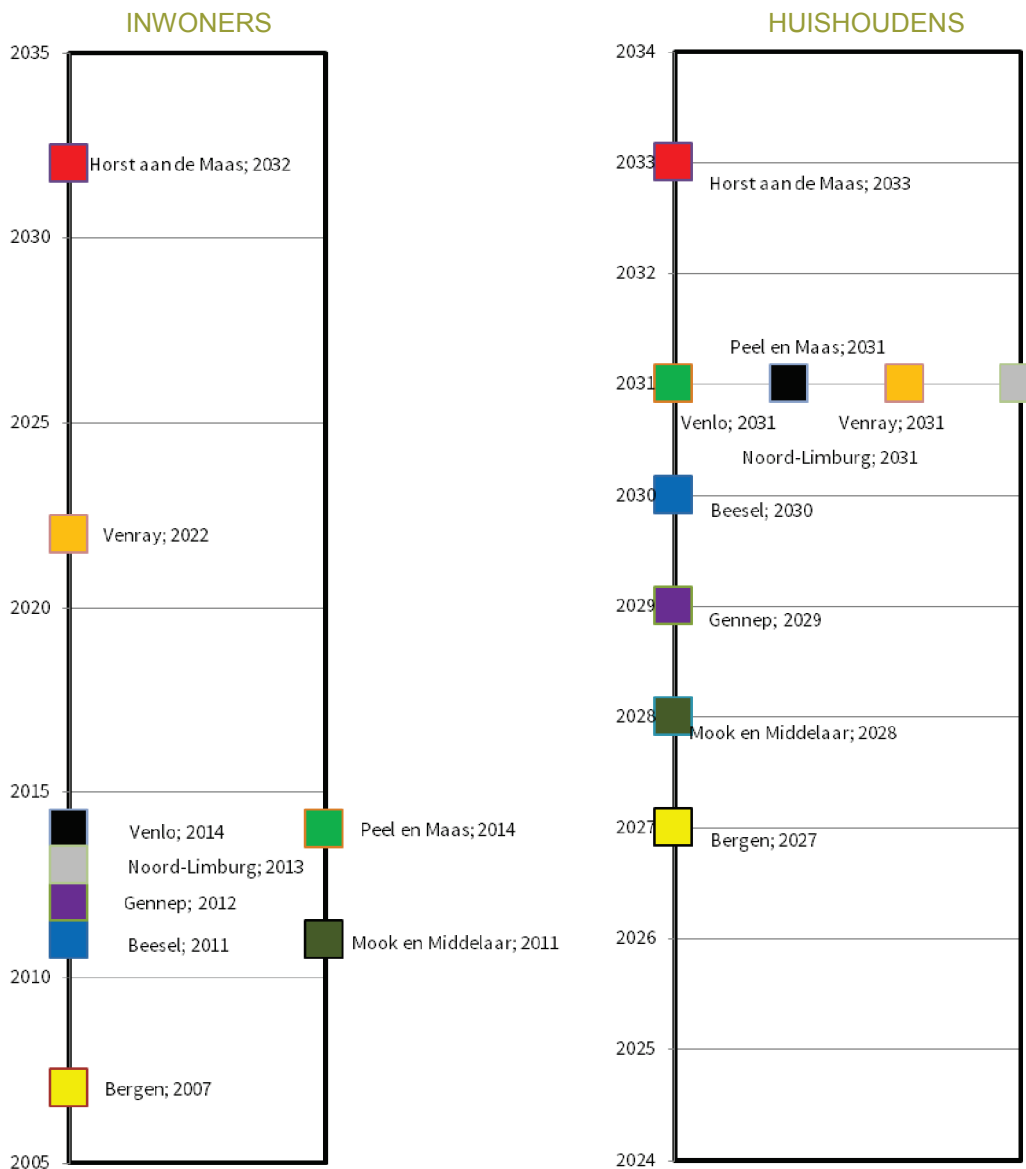 INWONERS
2035
Horst aan de Maas; 2032
2030
2025
Venray; 2022
2020
2015
Venlo; 2014
Peel en Maas; 2014
Noord-Limburg; 2013
Gennep; 2012
Beesel; 2011
Mook en Middelaar; 2011
2010
Bergen; 2007
2005
HUISHOUDENS
2034
2033
Horst aan de Maas; 2033
2032
Peel en Maas; 2031
2031
Venlo; 2031
Venray; 2031
Noord-Limburg; 2031
2030
Beesel; 2030
2029
Gennep; 2029
2028
Mook en Middelaar; 2028
2027
Bergen; 2027
2026
2025
2024